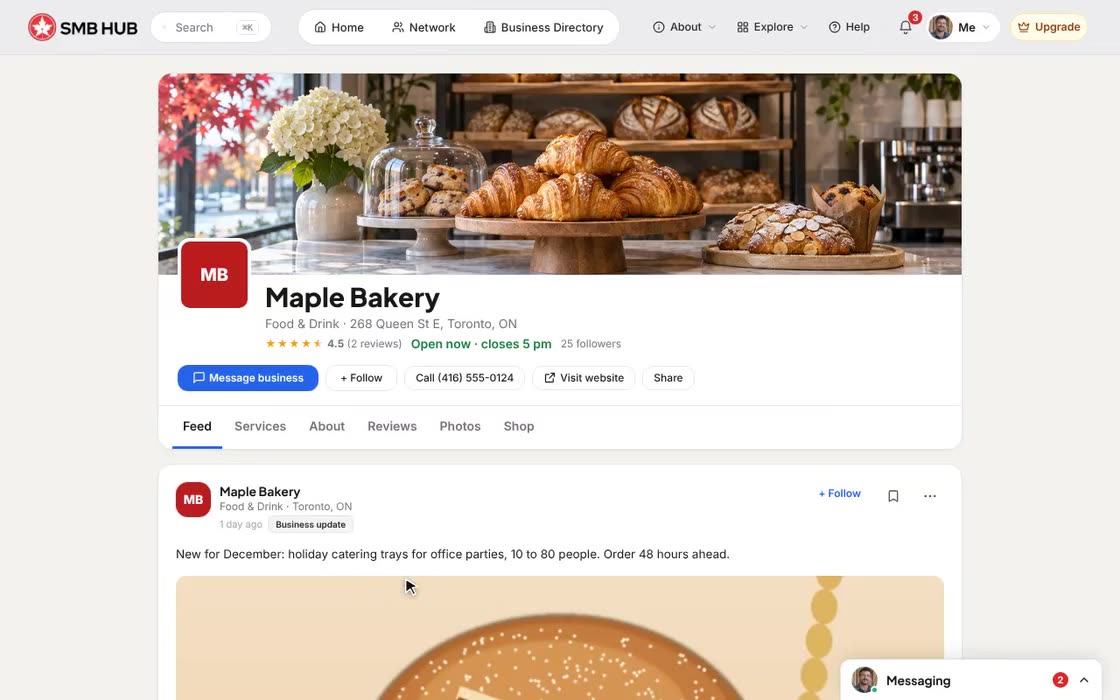 SMB HUB
Search ⌘K
Home Network Business Directory
About Explore Help
3
Me
Upgrade
MB
Maple Bakery
Food & Drink · 268 Queen St E, Toronto, ON
4.5 (2 reviews) Open now · closes 5 pm 25 followers
Message business + Follow Call (416) 555-0124 Visit website Share
Feed Services About Reviews Photos Shop
MB
Maple Bakery
Food & Drink · Toronto, ON
1 day ago Business update
+ Follow
New for December: holiday catering trays for office parties, 10 to 80 people. Order 48 hours ahead.
Messaging 2